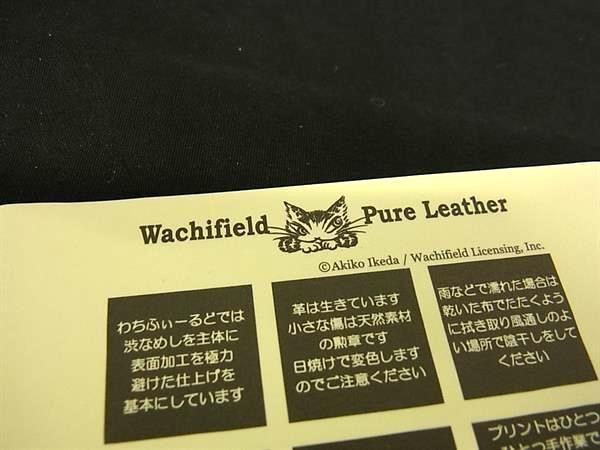 Wachifield Pure Leather
©Akiko Ikeda / Wachifield Licensing, Inc.
わちふぃーるどでは
渋なめしを主体に
表面加工を極力
避けた仕上げを
基本にしています
革は生きています
小さな傷は天然素材
の勲章です
日焼けで変色します
のでご注意ください
雨などで濡れた場合は
乾いた布でたたくよう
に拭き取り風通しのよ
い場所で陰干しをして
ください
プリントはひとつ
ひとつ手作業で